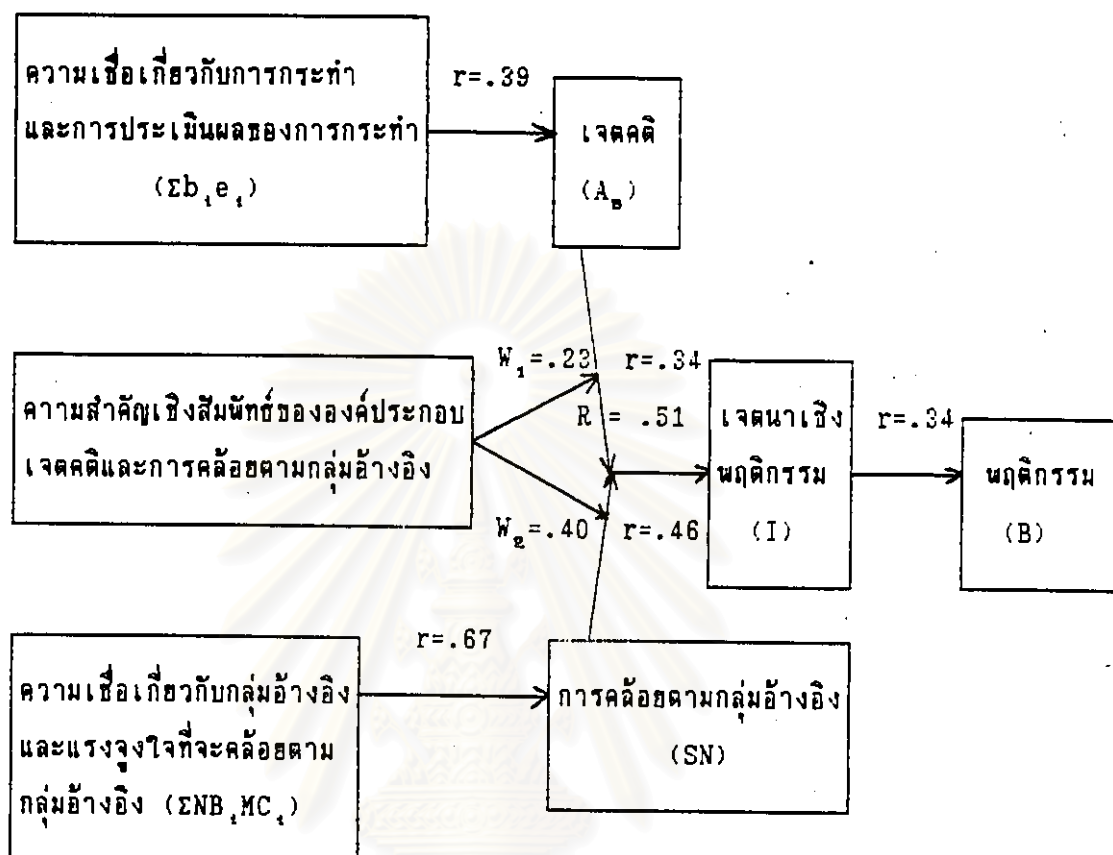 ความเชื่อเกี่ยวกับการกระทำ
และการประเมินผลของการกระทำ
(Σbᵢeᵢ)
r=.39
เจตคติ
(A_B)
W₁=.23 r=.34
ความสำคัญเชิงสัมพัทธ์ขององค์ประกอบ
เจตคติและการคล้อยตามกลุ่มอ้างอิง
R = .51
W₂=.40 r=.46
เจตนาเชิง
พฤติกรรม
(I)
r=.34
พฤติกรรม
(B)
ความเชื่อเกี่ยวกับกลุ่มอ้างอิง
และแรงจูงใจที่จะคล้อยตาม
กลุ่มอ้างอิง (ΣNBᵢMCᵢ)
r=.67
การคล้อยตามกลุ่มอ้างอิง
(SN)